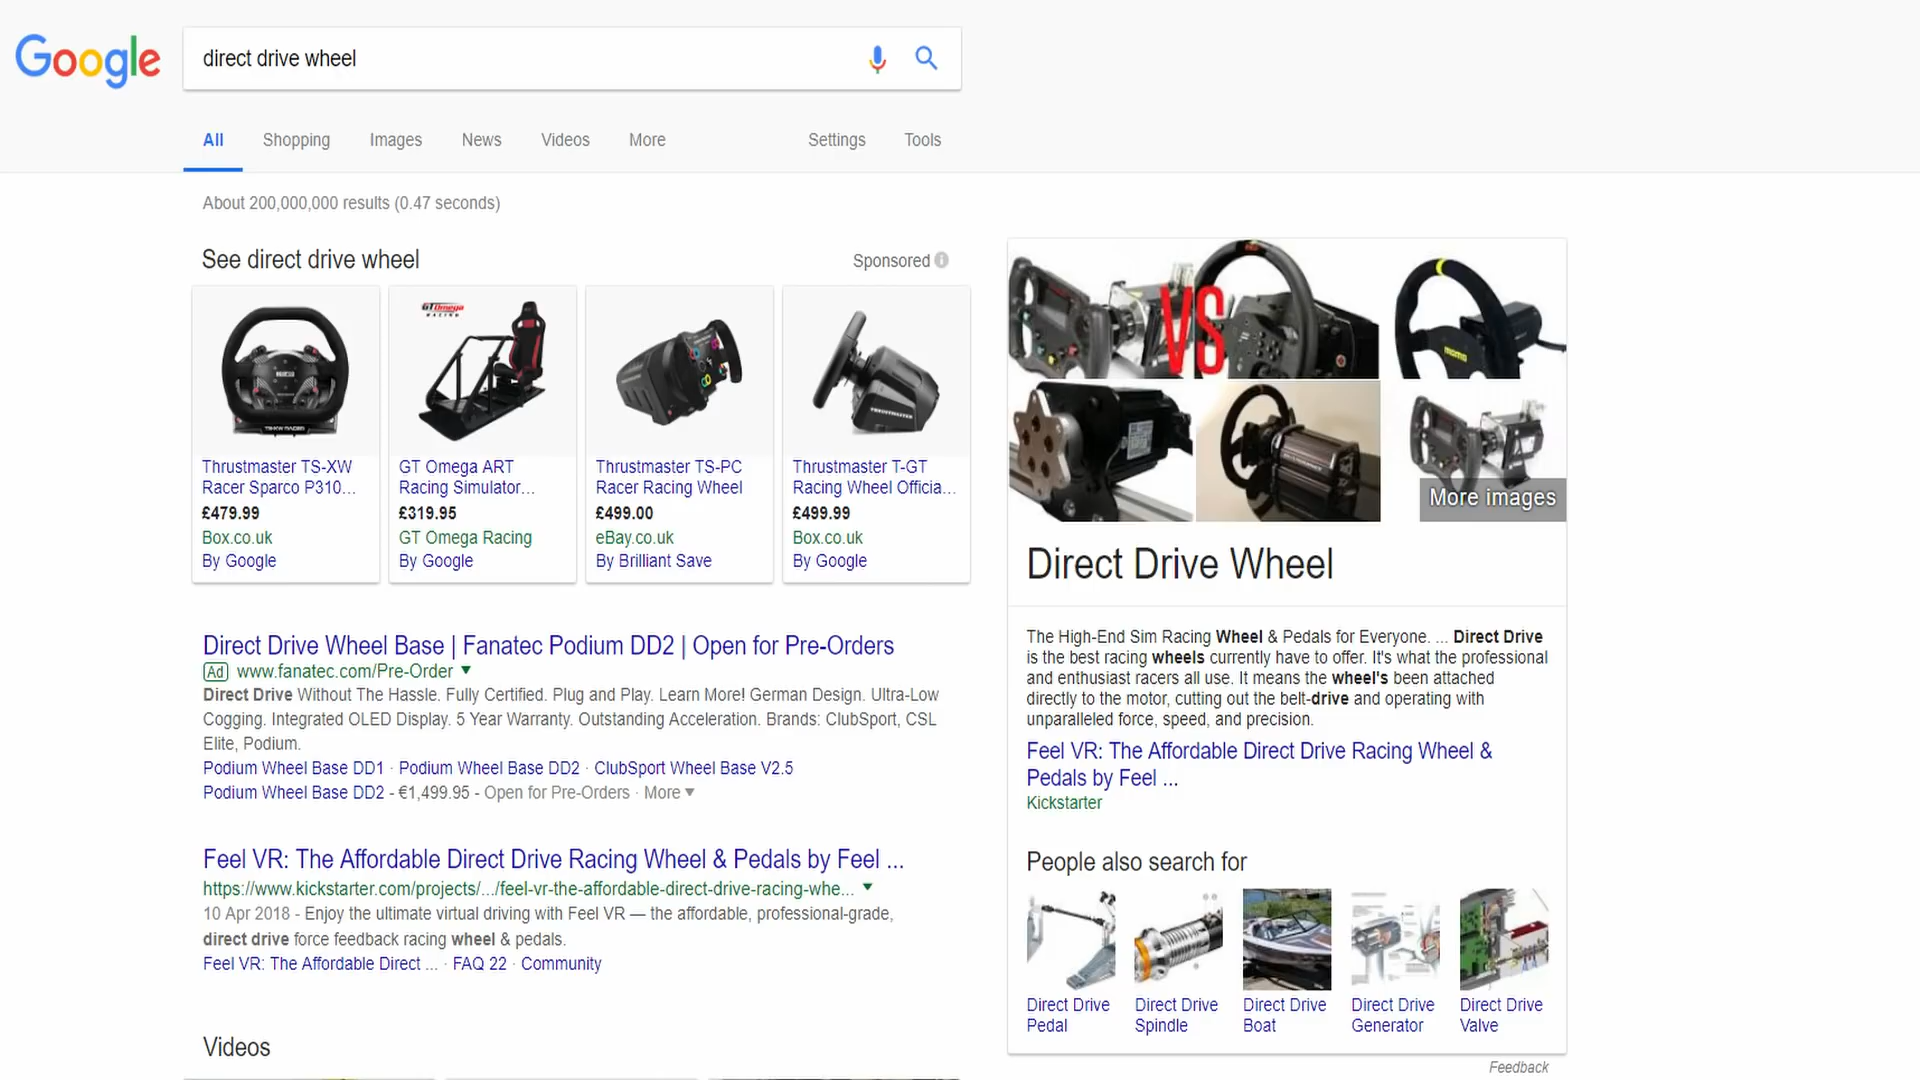 Google
direct drive wheel
All
Shopping
Images
News
Videos
More
Settings
Tools
About 200,000,000 results (0.47 seconds)
See direct drive wheel
Sponsored
GT Omega
RACING
THRUSTMASTER
Thrustmaster TS-XW
Racer Sparco P310...
£479.99
Box.co.uk
By Google
GT Omega ART
Racing Simulator...
£319.95
GT Omega Racing
By Google
Thrustmaster TS-PC
Racer Racing Wheel
£499.00
eBay.co.uk
By Brilliant Save
Thrustmaster T-GT
Racing Wheel Officia...
£499.99
Box.co.uk
By Google
Direct Drive Wheel Base | Fanatec Podium DD2 | Open for Pre-Orders
Ad www.fanatec.com/Pre-Order
Direct Drive Without The Hassle. Fully Certified. Plug and Play. Learn More! German Design. Ultra-Low
Cogging. Integrated OLED Display. 5 Year Warranty. Outstanding Acceleration. Brands: ClubSport, CSL
Elite, Podium.
Podium Wheel Base DD1 · Podium Wheel Base DD2 · ClubSport Wheel Base V2.5
Podium Wheel Base DD2 - €1,499.95 - Open for Pre-Orders · More
Feel VR: The Affordable Direct Drive Racing Wheel & Pedals by Feel ...
https://www.kickstarter.com/projects/.../feel-vr-the-affordable-direct-drive-racing-whe...
10 Apr 2018 - Enjoy the ultimate virtual driving with Feel VR — the affordable, professional-grade,
direct drive force feedback racing wheel & pedals.
Feel VR: The Affordable Direct ... · FAQ 22 · Community
Videos
VS
MOMO
More images
Direct Drive Wheel
The High-End Sim Racing Wheel & Pedals for Everyone. ... Direct Drive
is the best racing wheels currently have to offer. It's what the professional
and enthusiast racers all use. It means the wheel's been attached
directly to the motor, cutting out the belt-drive and operating with
unparalleled force, speed, and precision.
Feel VR: The Affordable Direct Drive Racing Wheel &
Pedals by Feel ...
Kickstarter
People also search for
Direct Drive
Pedal
Direct Drive
Spindle
Direct Drive
Boat
Direct Drive
Generator
Direct Drive
Valve
Feedback